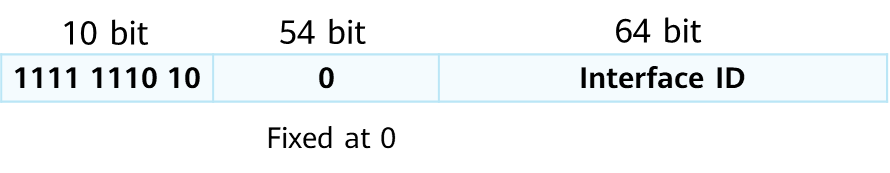 10 bit 54 bit 64 bit
1111 1110 10 0 Interface ID
Fixed at 0